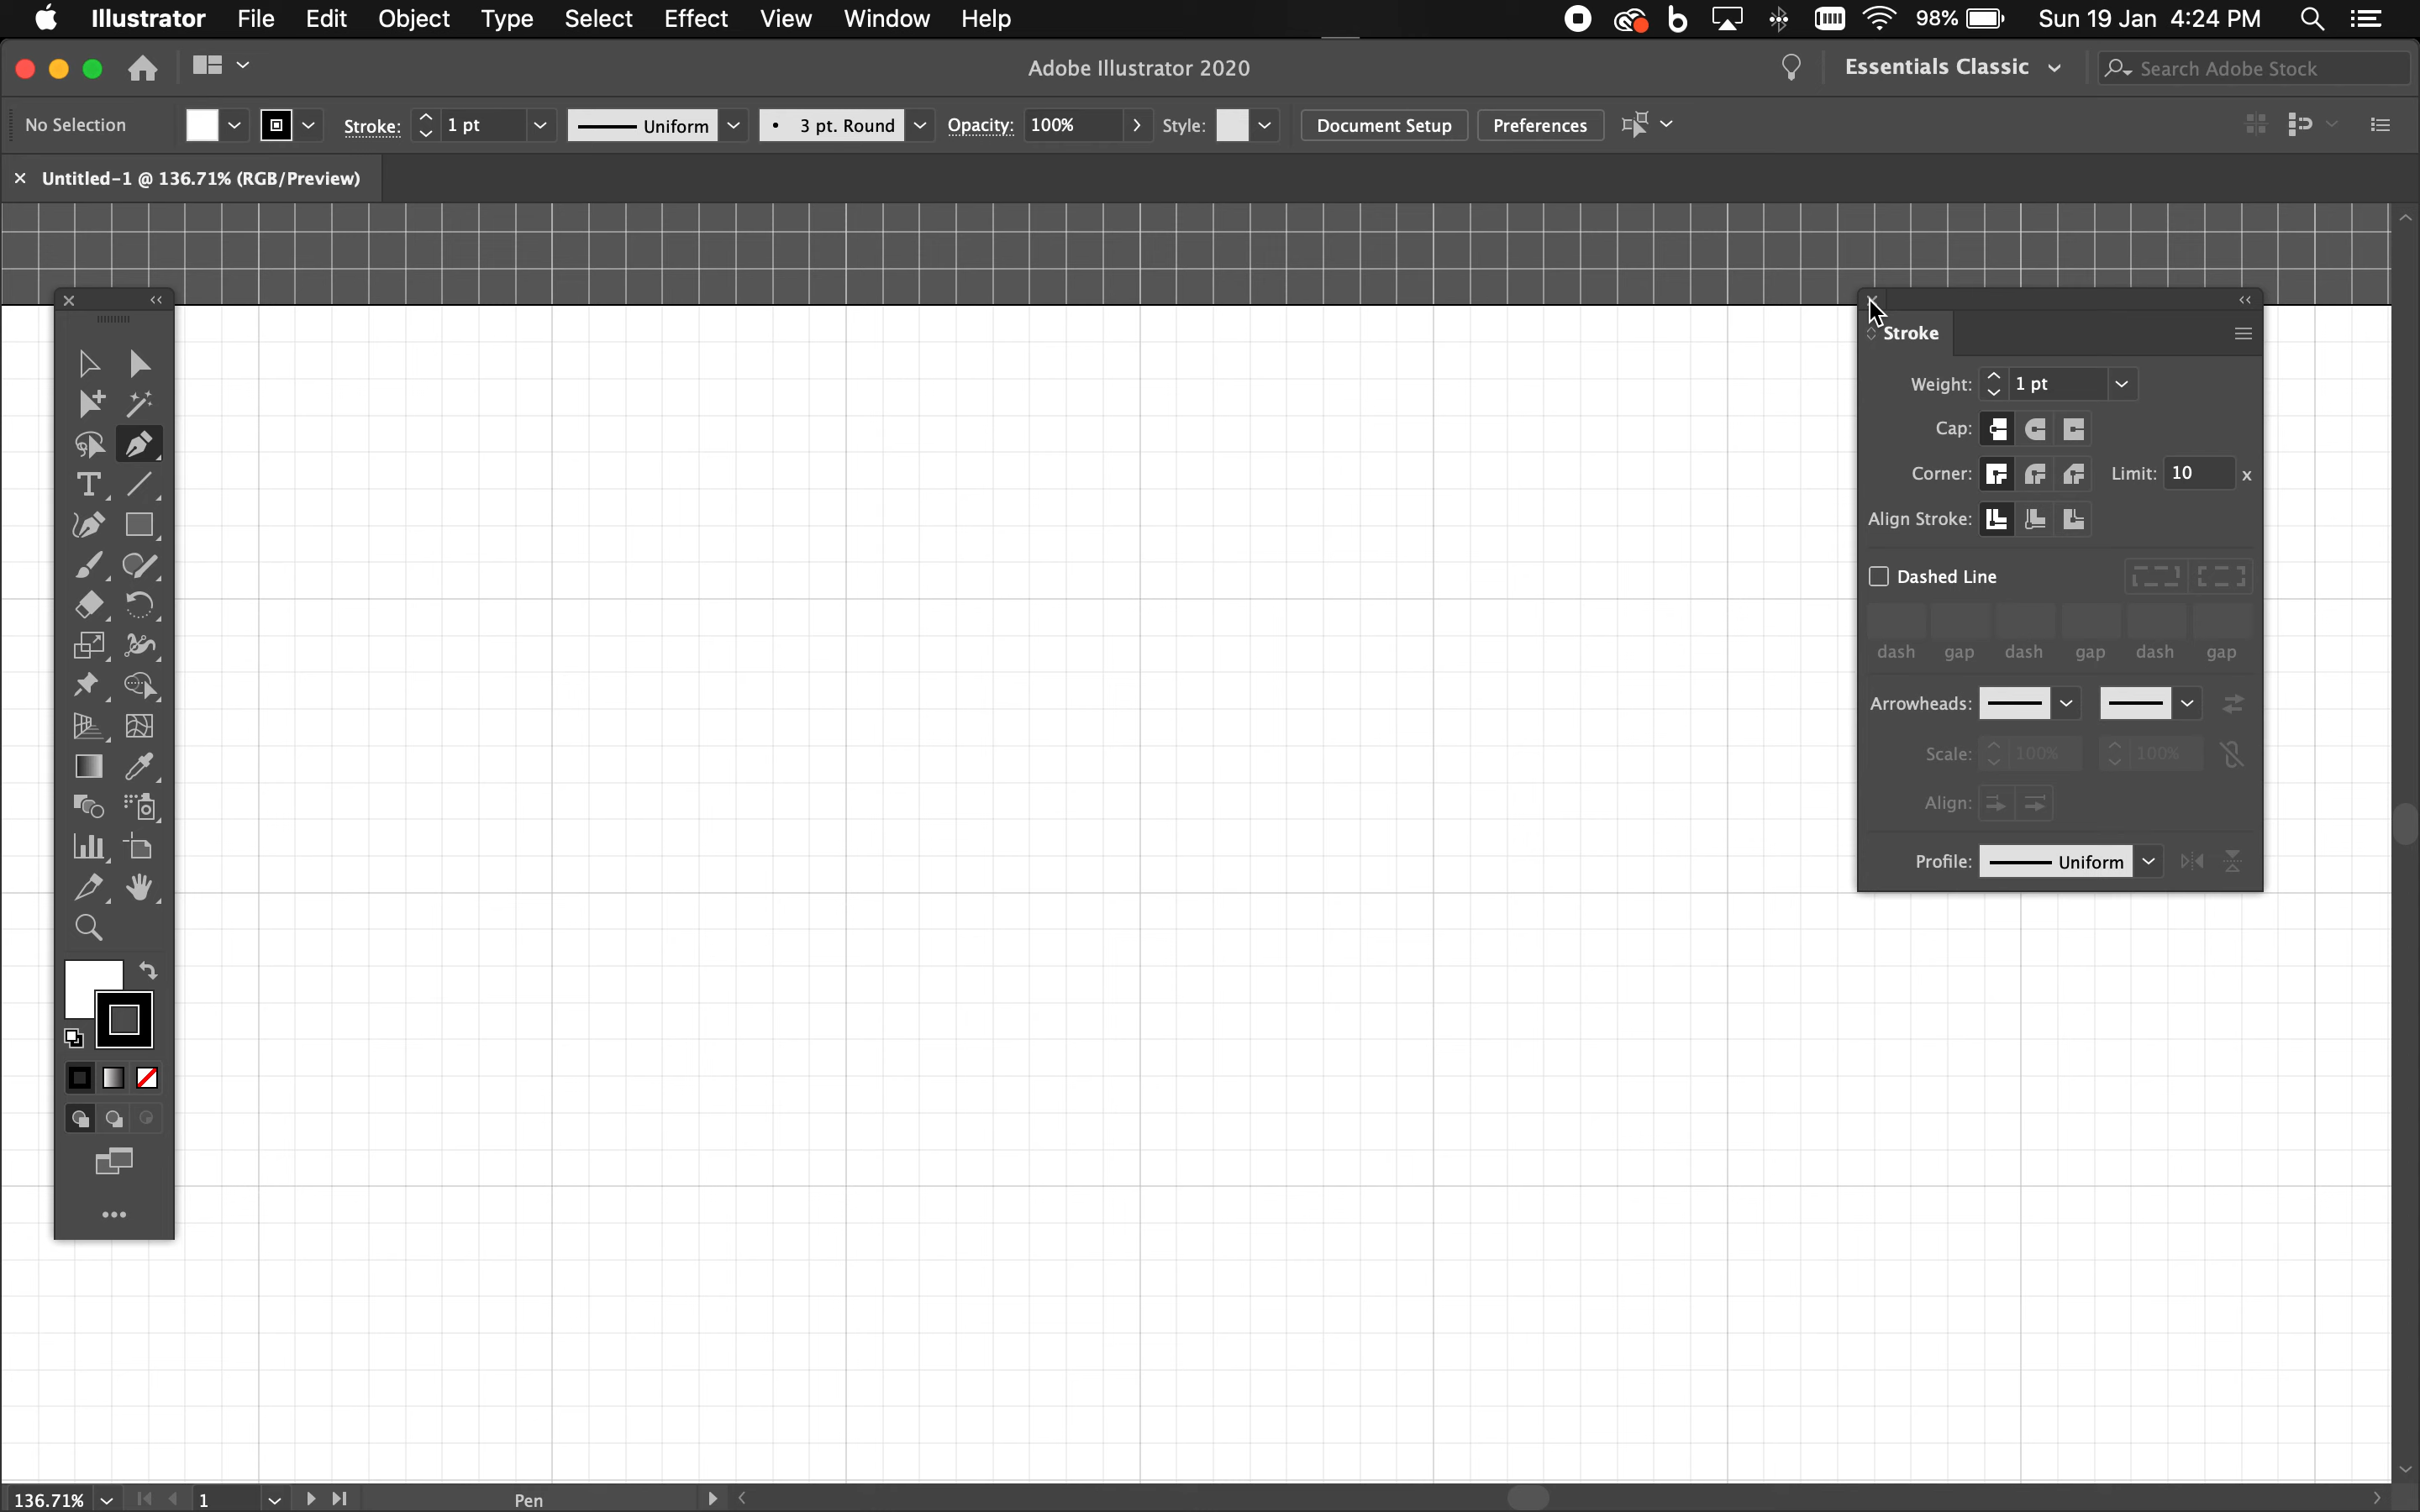 Illustrator File Edit Object Type Select Effect View Window Help 98% Sun 19 Jan 4:24 PM
Adobe Illustrator 2020 Essentials Classic Search Adobe Stock
No Selection Stroke: 1 pt Uniform 3 pt. Round Opacity: 100% Style: Document Setup Preferences
Untitled-1 @ 136.71% (RGB/Preview)
Stroke
Weight: 1 pt
Cap:
Corner: Limit: 10 x
Align Stroke:
Dashed Line
dash gap dash gap dash gap
Arrowheads:
Scale: 100% 100%
Align:
Profile: Uniform
136.71% 1 Pen